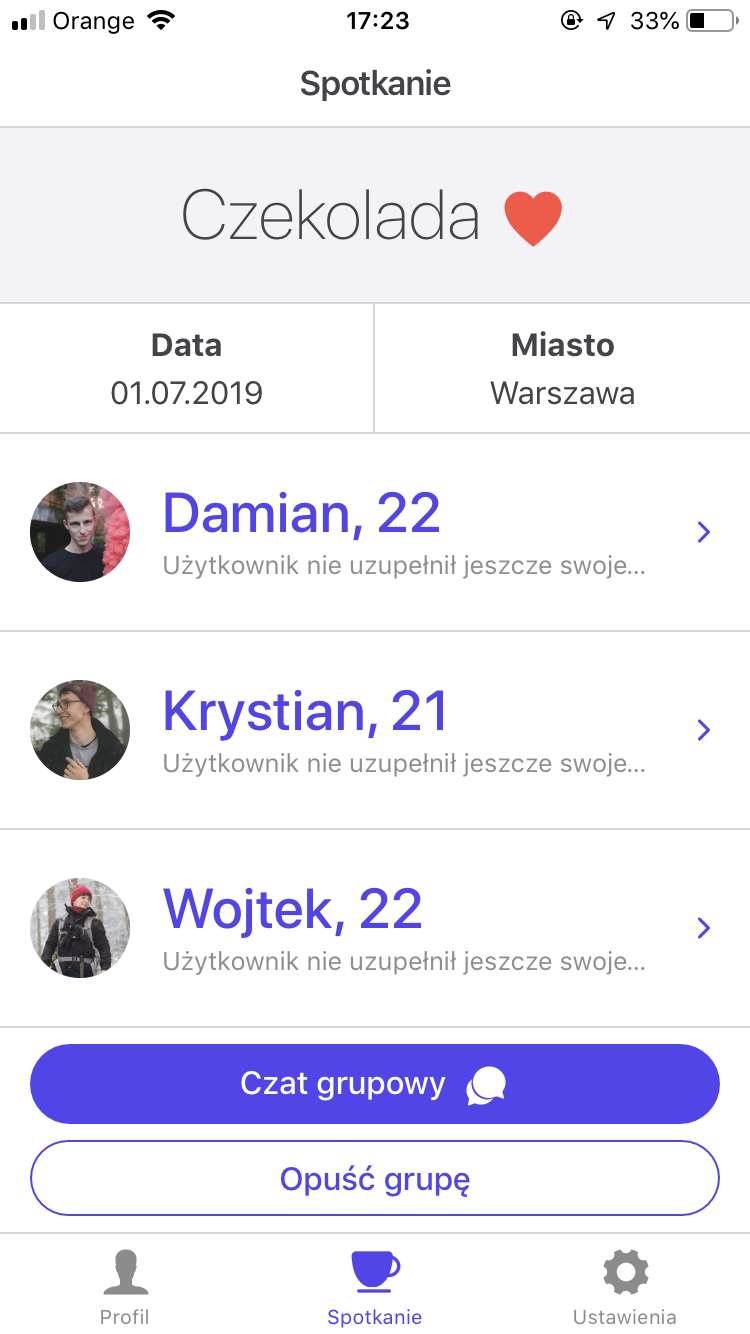 Orange 17:23 33%
Spotkanie
Czekolada ❤
Data Miasto
01.07.2019 Warszawa
Damian, 22
Użytkownik nie uzupełnił jeszcze swoje...
Krystian, 21
Użytkownik nie uzupełnił jeszcze swoje...
Wojtek, 22
Użytkownik nie uzupełnił jeszcze swoje...
Czat grupowy
Opuść grupę
Profil Spotkanie Ustawienia